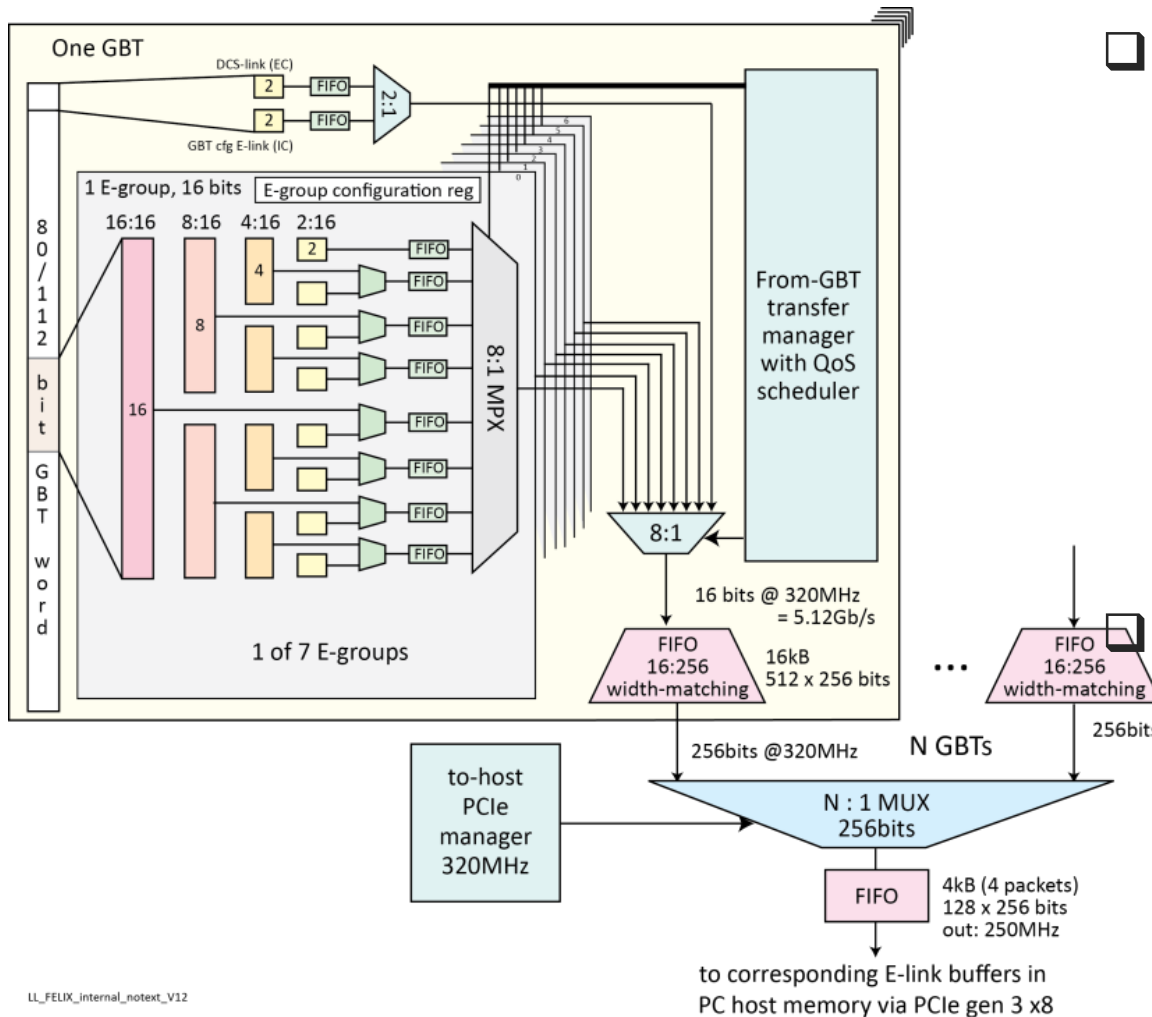 One GBT
DCS-link (EC)
2
FIFO
2
FIFO
GBT cfg E-link (IC)
2:1
80/112 bit GBT word
6
5
4
3
2
1
0
1 E-group, 16 bits
E-group configuration reg
16:16
8:16
4:16
2:16
16
8
4
2
FIFO
FIFO
FIFO
FIFO
FIFO
FIFO
FIFO
FIFO
8:1 MPX
1 of 7 E-groups
From-GBT
transfer
manager
with QoS
scheduler
8:1
16 bits @ 320MHz
= 5.12Gb/s
FIFO
16:256
width-matching
16kB
512 x 256 bits
...
FIFO
16:256
width-matching
256bits @320MHz
N GBTs
256bits
to-host
PCIe
manager
320MHz
N : 1 MUX
256bits
FIFO
4kB (4 packets)
128 x 256 bits
out: 250MHz
to corresponding E-link buffers in
PC host memory via PCIe gen 3 x8
LL_FELIX_internal_notext_V12